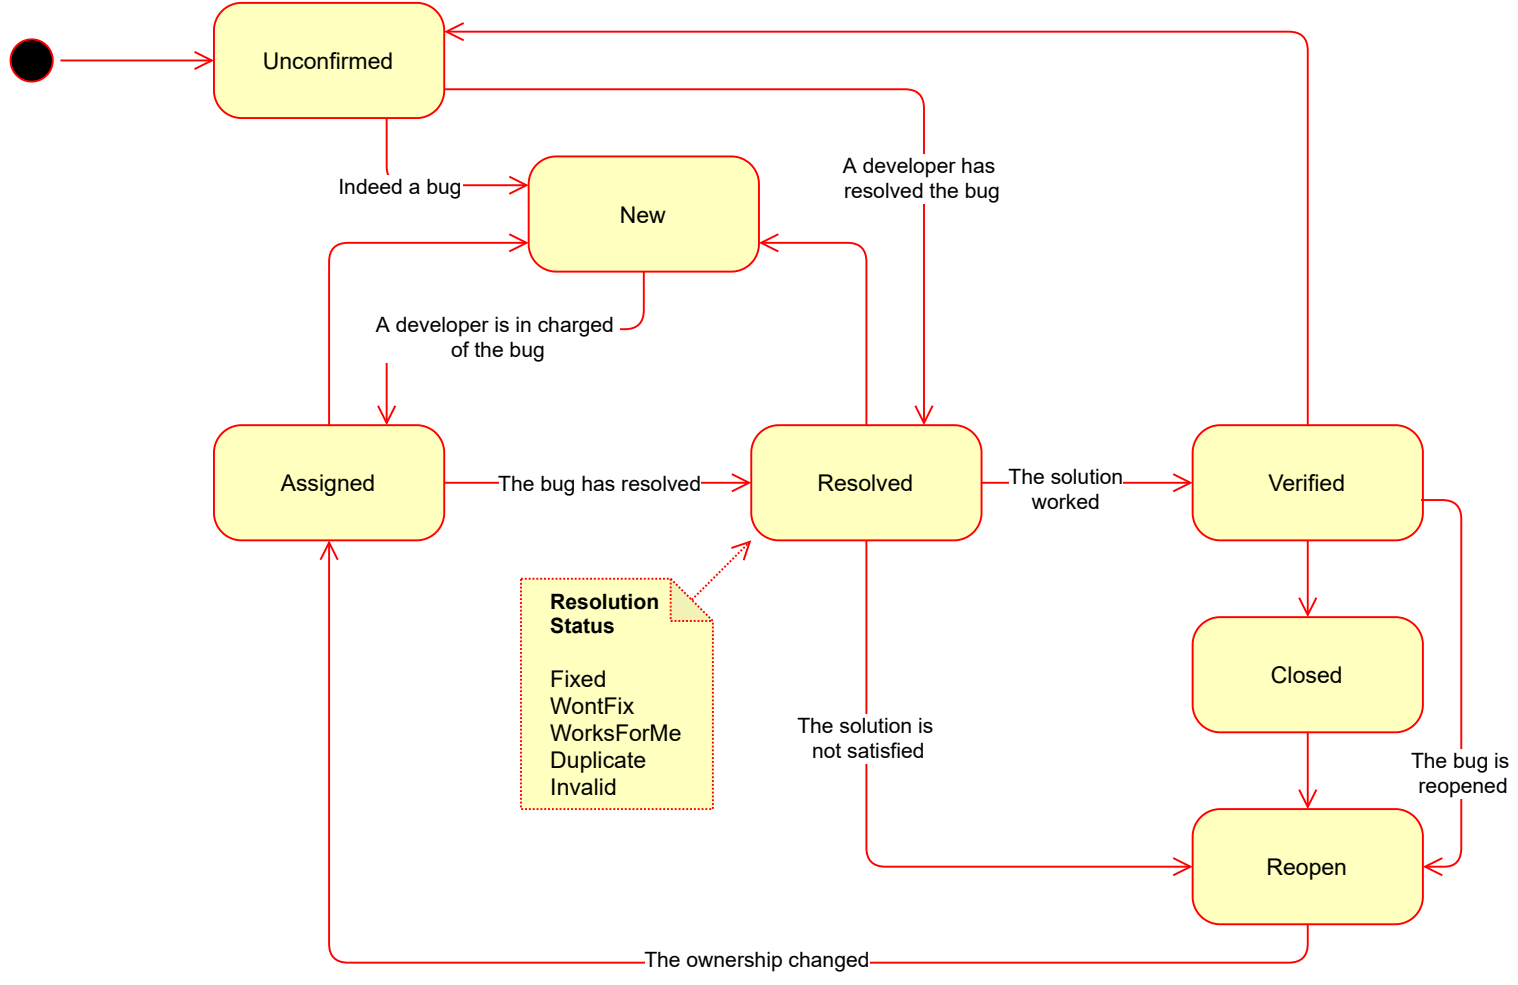 Unconfirmed
A developer has
resolved the bug
Indeed a bug
New
A developer is in charged
of the bug
Assigned
The bug has resolved
Resolved
The solution
worked
Verified
Resolution
Status
Fixed
WontFix
WorksForMe
Duplicate
Invalid
Closed
The solution is
not satisfied
The bug is
reopened
Reopen
The ownership changed